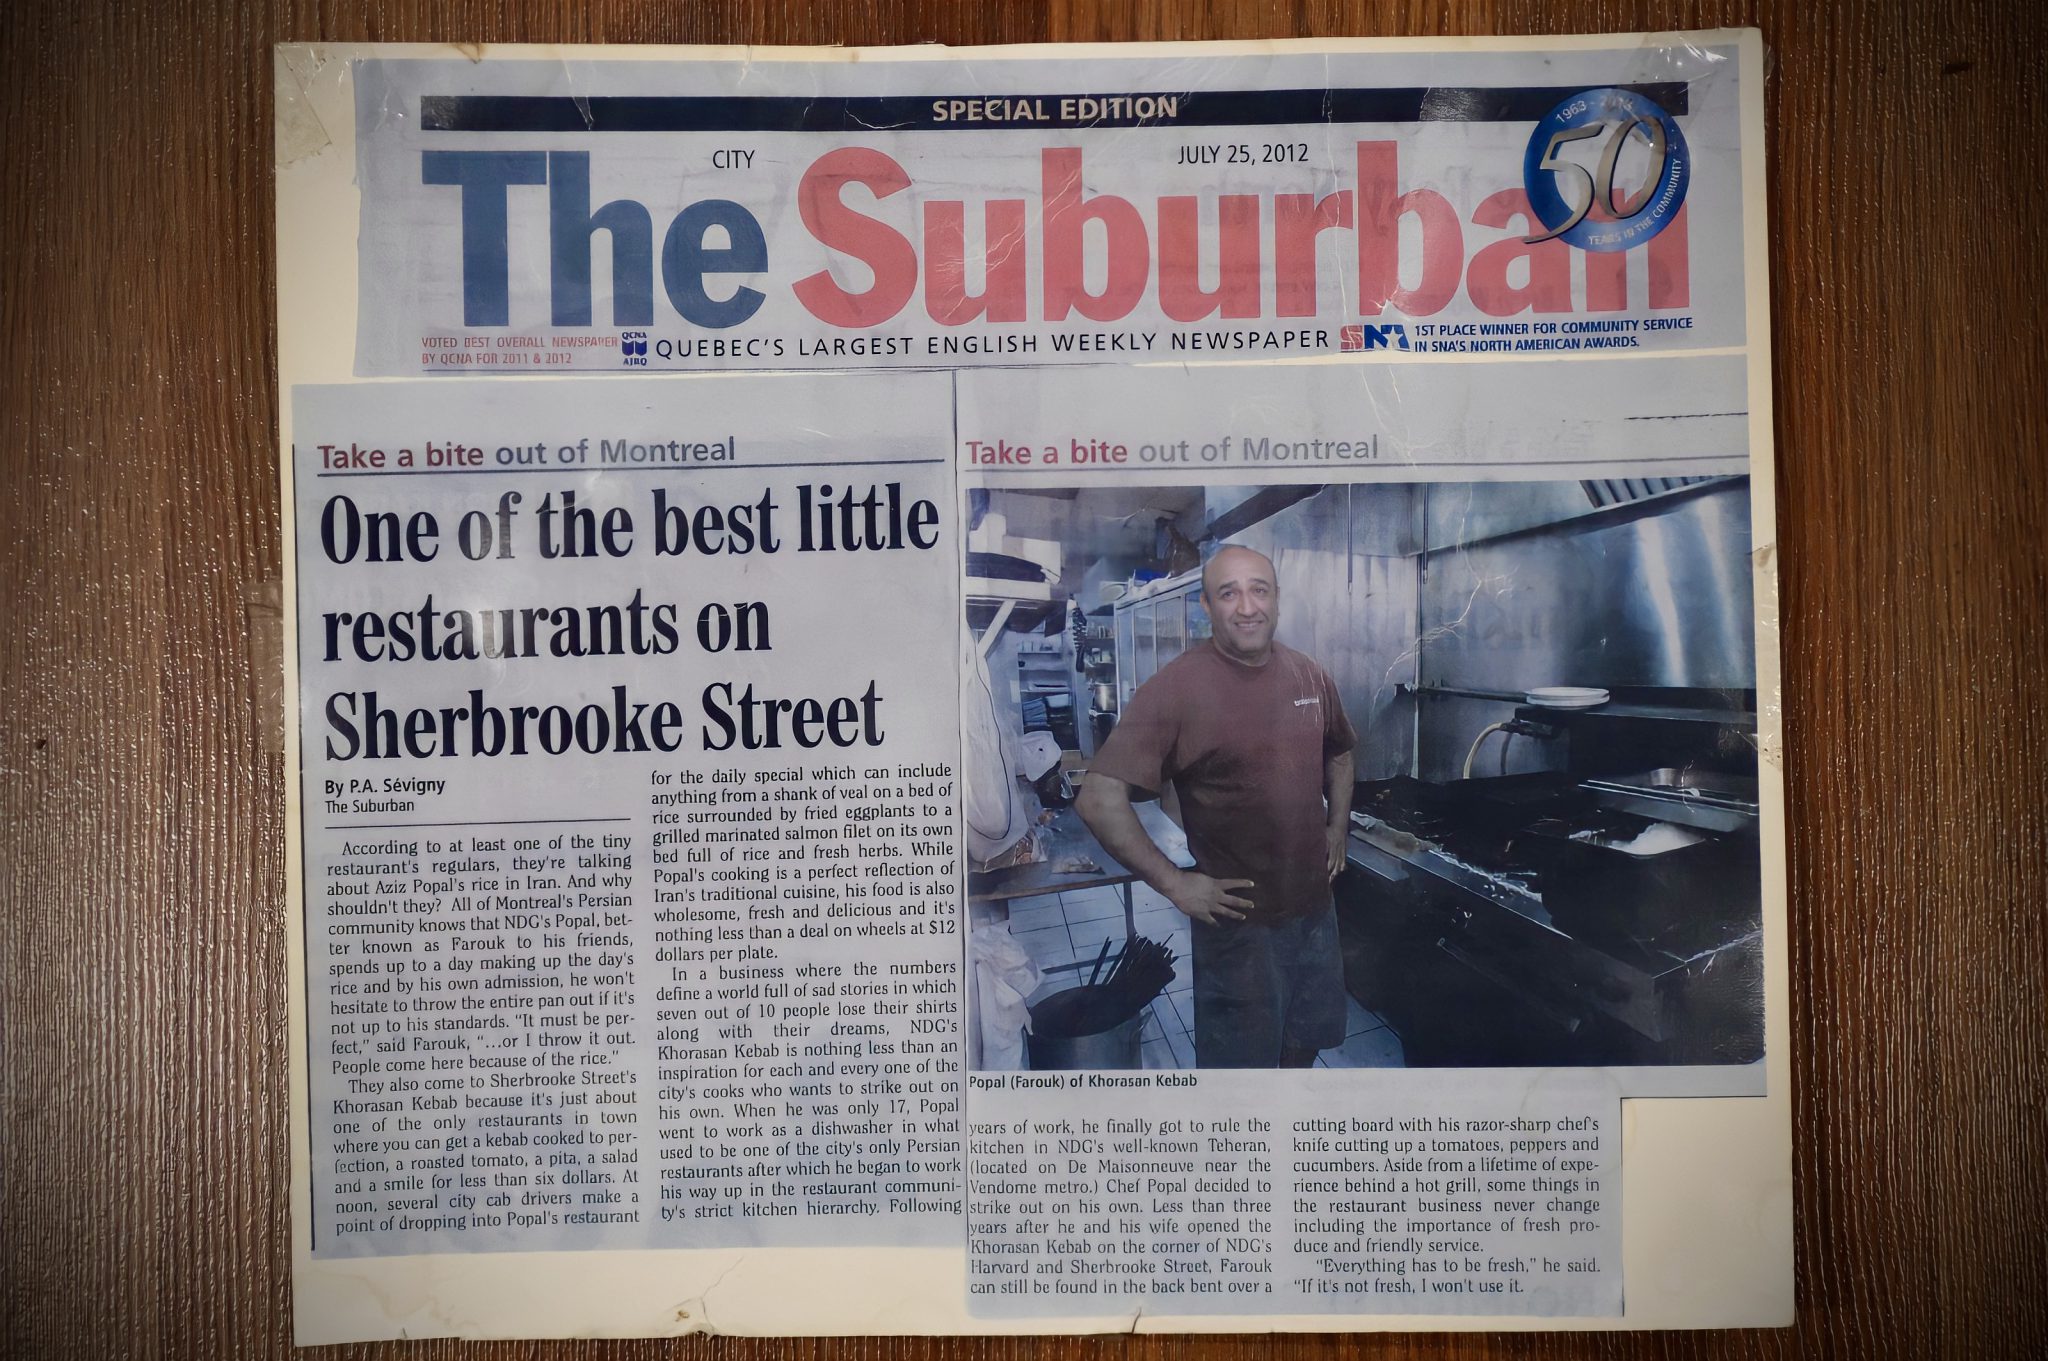 SPECIAL EDITION
CITY
JULY 25, 2012
The Suburban
1963 - 2013
50
YEARS IN THE COMMUNITY
VOTED BEST OVERALL NEWSPAPER
BY QCNA FOR 2011 & 2012
QCNA
AJRQ
QUEBEC'S LARGEST ENGLISH WEEKLY NEWSPAPER
SNA
1ST PLACE WINNER FOR COMMUNITY SERVICE
IN SNA'S NORTH AMERICAN AWARDS.
Take a bite out of Montreal
One of the best little
restaurants on
Sherbrooke Street
By P.A. Sévigny
The Suburban
According to at least one of the tiny
restaurant's regulars, they're talking
about Aziz Popal's rice in Iran. And why
shouldn't they? All of Montreal's Persian
community knows that NDG's Popal, bet-
ter known as Farouk to his friends,
spends up to a day making up the day's
rice and by his own admission, he won't
hesitate to throw the entire pan out if it's
not up to his standards. "It must be per-
fect," said Farouk, "...or I throw it out.
People come here because of the rice."
They also come to Sherbrooke Street's
Khorasan Kebab because it's just about
one of the only restaurants in town
where you can get a kebab cooked to per-
fection, a roasted tomato, a pita, a salad
and a smile for less than six dollars. At
noon, several city cab drivers make a
point of dropping into Popal's restaurant
for the daily special which can include
anything from a shank of veal on a bed of
rice surrounded by fried eggplants to a
grilled marinated salmon filet on its own
bed full of rice and fresh herbs. While
Popal's cooking is a perfect reflection of
Iran's traditional cuisine, his food is also
wholesome, fresh and delicious and it's
nothing less than a deal on wheels at $12
dollars per plate.
In a business where the numbers
define a world full of sad stories in which
seven out of 10 people lose their shirts
along with their dreams, NDG's
Khorasan Kebab is nothing less than an
inspiration for each and every one of the
city's cooks who wants to strike out on
his own. When he was only 17, Popal
went to work as a dishwasher in what
used to be one of the city's only Persian
restaurants after which he began to work
his way up in the restaurant communi-
ty's strict kitchen hierarchy. Following
Take a bite out of Montreal
Popal (Farouk) of Khorasan Kebab
years of work, he finally got to rule the
kitchen in NDG's well-known Teheran,
(located on De Maisonneuve near the
Vendome metro.) Chef Popal decided to
strike out on his own. Less than three
years after he and his wife opened the
Khorasan Kebab on the corner of NDG's
Harvard and Sherbrooke Street, Farouk
can still be found in the back bent over a
cutting board with his razor-sharp chef's
knife cutting up a tomatoes, peppers and
cucumbers. Aside from a lifetime of expe-
rience behind a hot grill, some things in
the restaurant business never change
including the importance of fresh pro-
duce and friendly service.
"Everything has to be fresh," he said.
"If it's not fresh, I won't use it.